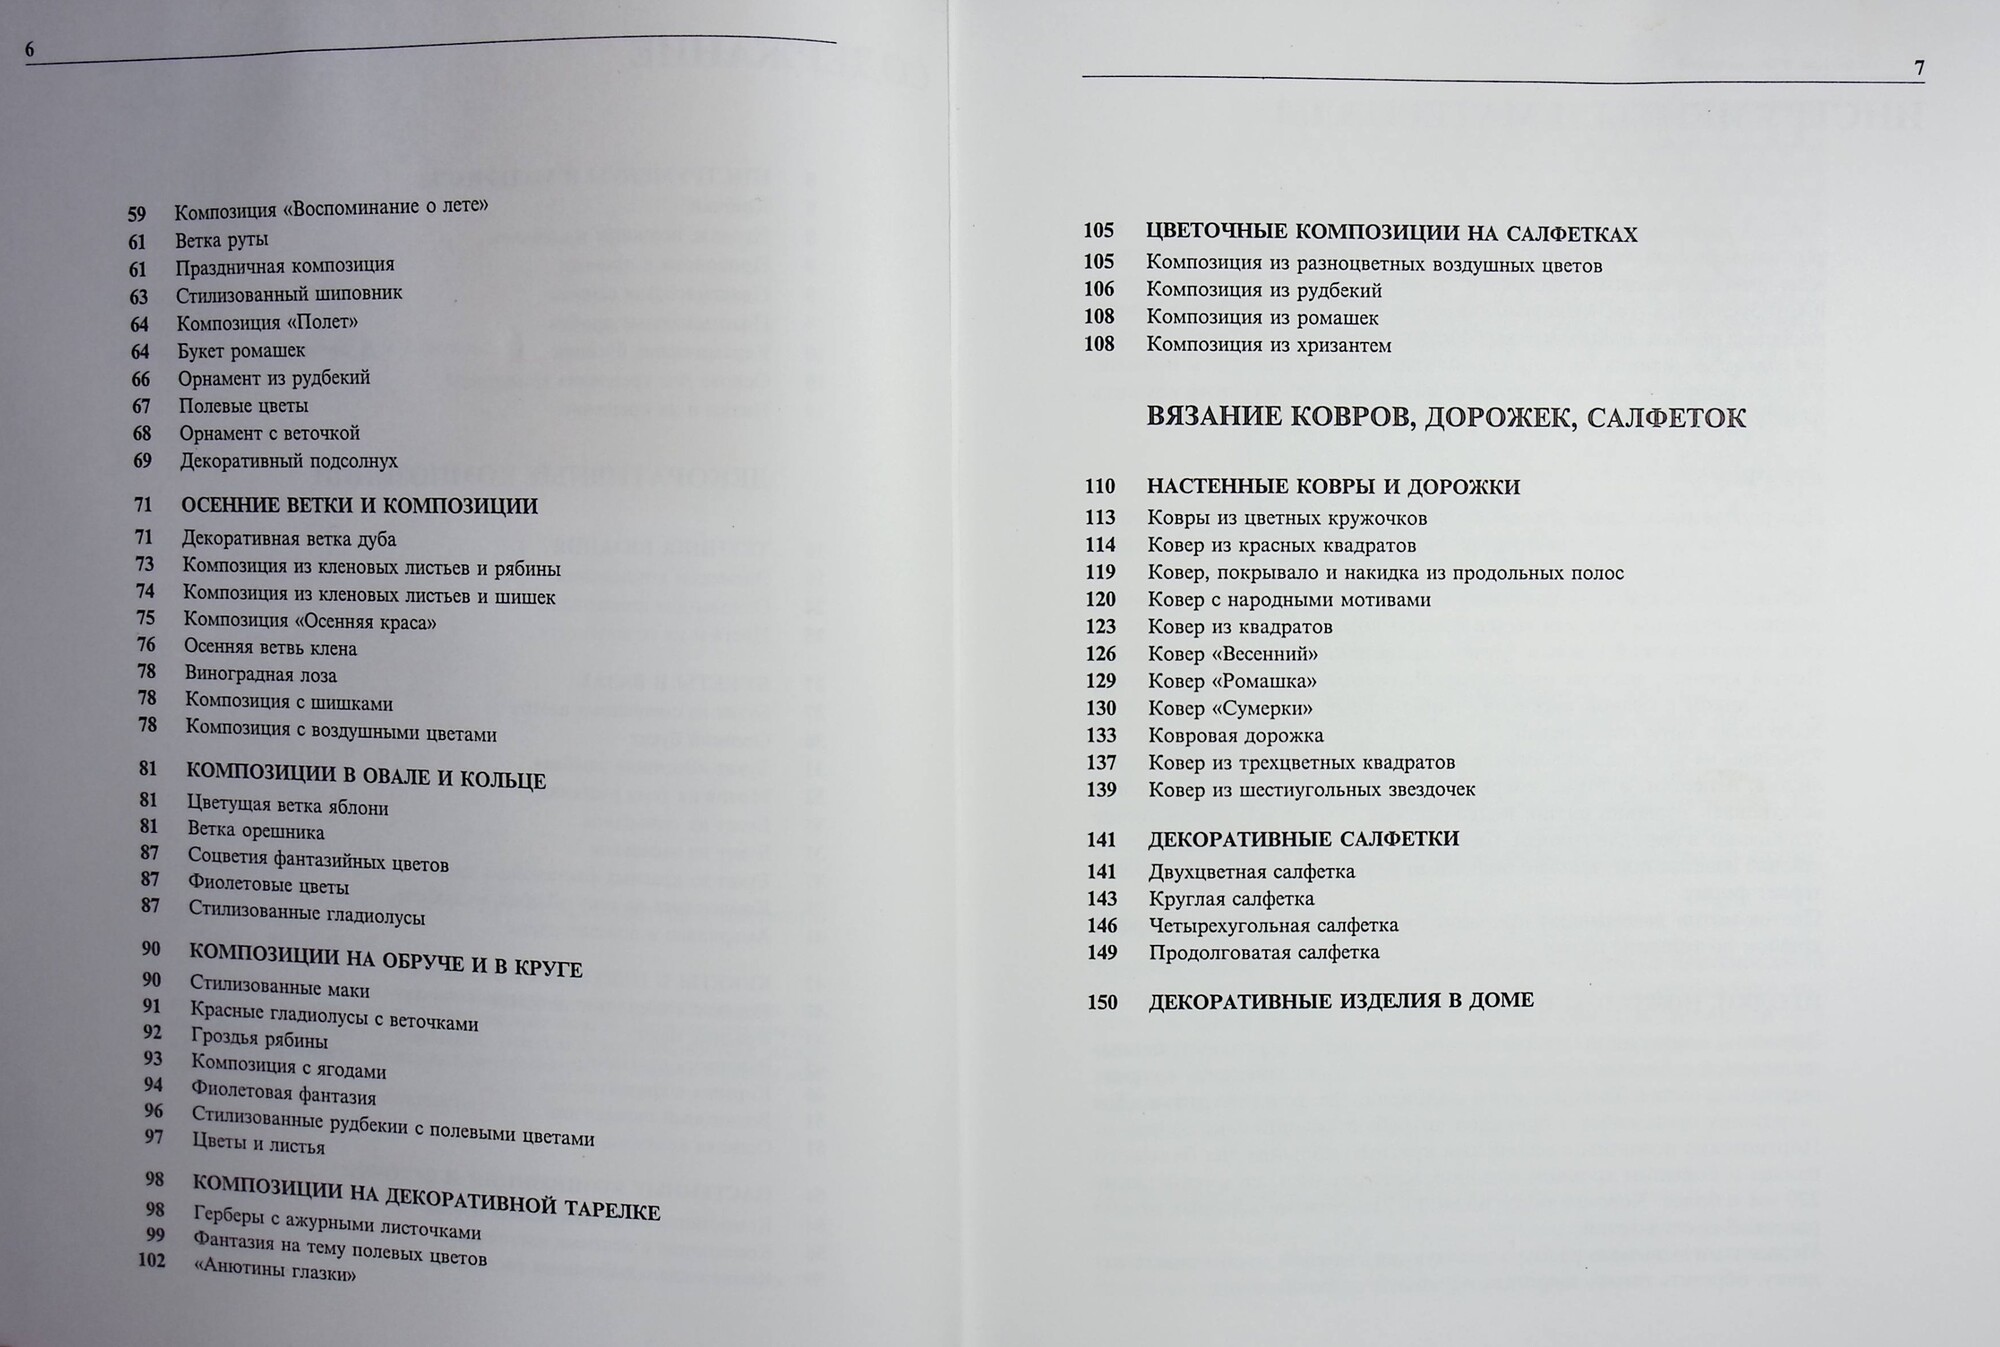 6
59 Композиция «Воспоминание о лете»
61 Ветка руты
61 Праздничная композиция
63 Стилизованный шиповник
64 Композиция «Полет»
64 Букет ромашек
66 Орнамент из рудбекий
67 Полевые цветы
68 Орнамент с веточкой
69 Декоративный подсолнух
71 ОСЕННИЕ ВЕТКИ И КОМПОЗИЦИИ
71 Декоративная ветка дуба
73 Композиция из кленовых листьев и рябины
74 Композиция из кленовых листьев и шишек
75 Композиция «Осенняя краса»
76 Осенняя ветвь клена
78 Виноградная лоза
78 Композиция с шишками
78 Композиция с воздушными цветами
81 КОМПОЗИЦИИ В ОВАЛЕ И КОЛЬЦЕ
81 Цветущая ветка яблони
81 Ветка орешника
87 Соцветия фантазийных цветов
87 Фиолетовые цветы
87 Стилизованные гладиолусы
90 КОМПОЗИЦИИ НА ОБРУЧЕ И В КРУГЕ
90 Стилизованные маки
91 Красные гладиолусы с веточками
92 Гроздья рябины
93 Композиция с ягодами
94 Фиолетовая фантазия
96 Стилизованные рудбекии с полевыми цветами
97 Цветы и листья
98 КОМПОЗИЦИИ НА ДЕКОРАТИВНОЙ ТАРЕЛКЕ
98 Герберы с ажурными листочками
99 Фантазия на тему полевых цветов
102 «Анютины глазки»
7
105 ЦВЕТОЧНЫЕ КОМПОЗИЦИИ НА САЛФЕТКАХ
105 Композиция из разноцветных воздушных цветов
106 Композиция из рудбекий
108 Композиция из ромашек
108 Композиция из хризантем
ВЯЗАНИЕ КОВРОВ, ДОРОЖЕК, САЛФЕТОК
110 НАСТЕННЫЕ КОВРЫ И ДОРОЖКИ
113 Ковры из цветных кружочков
114 Ковер из красных квадратов
119 Ковер, покрывало и накидка из продольных полос
120 Ковер с народными мотивами
123 Ковер из квадратов
126 Ковер «Весенний»
129 Ковер «Ромашка»
130 Ковер «Сумерки»
133 Ковровая дорожка
137 Ковер из трехцветных квадратов
139 Ковер из шестиугольных звездочек
141 ДЕКОРАТИВНЫЕ САЛФЕТКИ
141 Двухцветная салфетка
143 Круглая салфетка
146 Четырехугольная салфетка
149 Продолговатая салфетка
150 ДЕКОРАТИВНЫЕ ИЗДЕЛИЯ В ДОМЕ